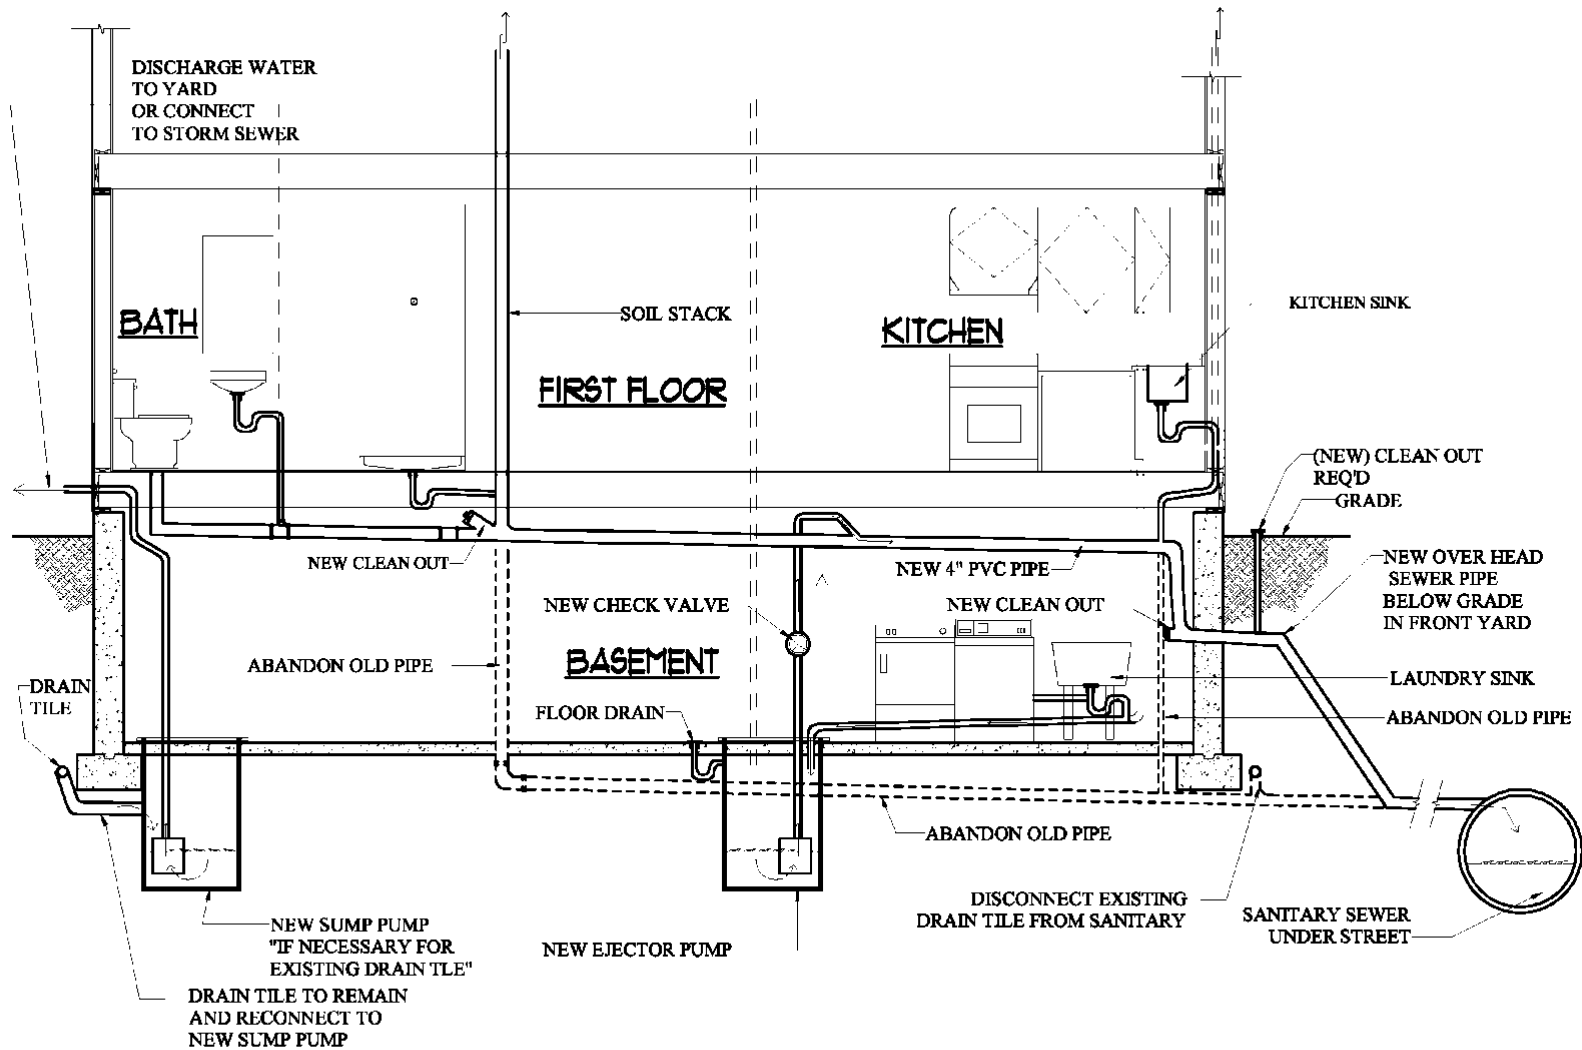 DISCHARGE WATER
TO YARD
OR CONNECT
TO STORM SEWER
SOIL STACK
KITCHEN SINK
BATH
KITCHEN
FIRST FLOOR
(NEW) CLEAN OUT
REQ'D
GRADE
NEW CLEAN OUT
NEW 4" PVC PIPE
NEW OVER HEAD
SEWER PIPE
BELOW GRADE
IN FRONT YARD
NEW CHECK VALVE
NEW CLEAN OUT
ABANDON OLD PIPE
BASEMENT
LAUNDRY SINK
DRAIN
TILE
FLOOR DRAIN
ABANDON OLD PIPE
ABANDON OLD PIPE
DISCONNECT EXISTING
DRAIN TILE FROM SANITARY
SANITARY SEWER
UNDER STREET
NEW SUMP PUMP
"IF NECESSARY FOR
EXISTING DRAIN TLE"
NEW EJECTOR PUMP
DRAIN TILE TO REMAIN
AND RECONNECT TO
NEW SUMP PUMP